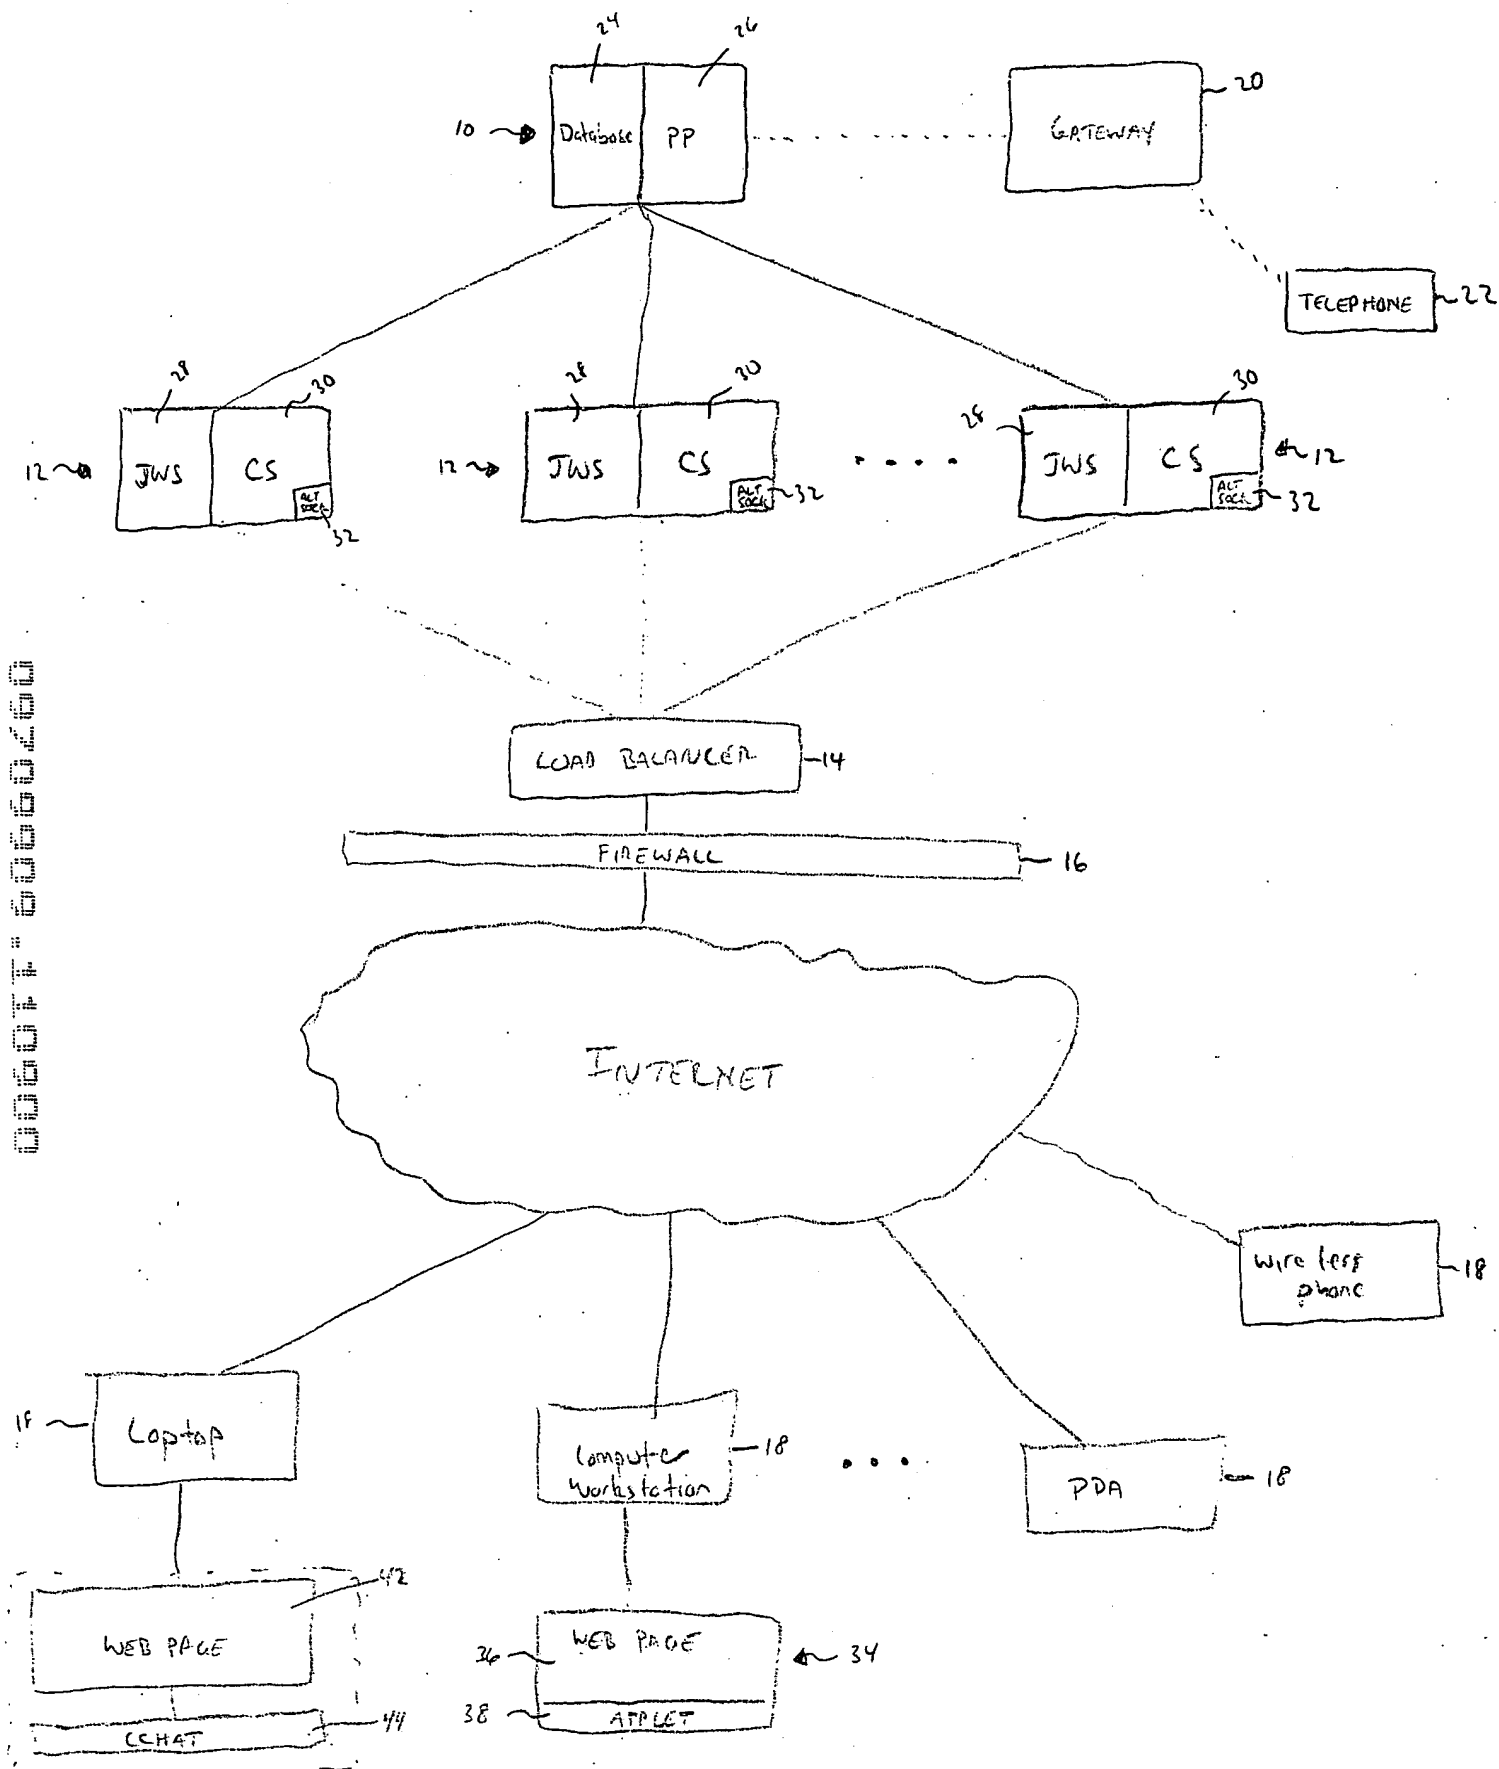 24 26
10 Database PP GATEWAY 20
TELEPHONE 22
28 30 28 30 28 30
12 JWS CS 12 JWS CS JWS CS 12
ALT SOCK 32 ALT SOCK 32 ALT SOCK 32
LOAD BALANCER 14
FIREWALL 16
INTERNET
wireless 18
phone
18 Laptop
Computer 18
Workstation
PDA 18
42
WEB PAGE
CCHAT 44
36 WEB PAGE 34
38 APPLET
09709609.110900